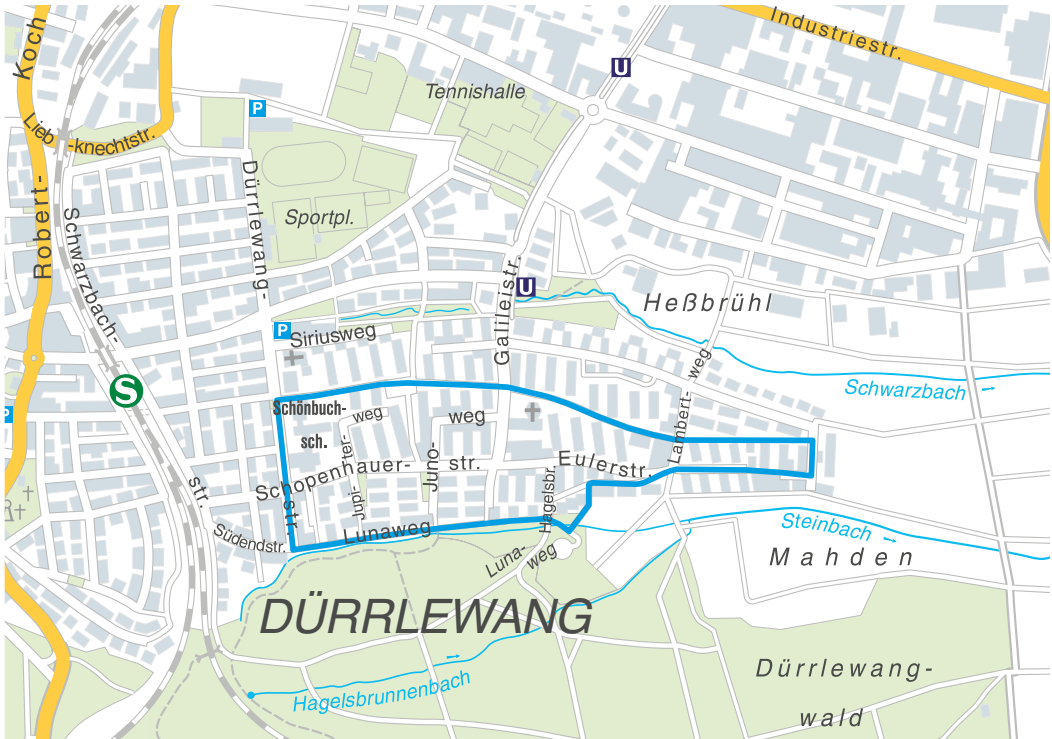 Koch
Industriestr.
U
Tennishalle
P
Lieb
-knechtstr.
Robert-
Schwarzbach-
Dürrlewang-
Sportpl.
Galileistr.
U
Heßbrühl
P
Siriusweg
S
Lambert-
weg
Schwarzbach
P
Schönbuch-
sch.
weg
weg
Jupi-
ter-
Juno-
Schopenhauer-
str.
Eulerstr.
Hagelsbr.
str.
str.
Südendstr.
Lunaweg
Luna-
weg
Steinbach
Mahden
DÜRRLEWANG
Hagelsbrunnenbach
Dürrlewang-
wald